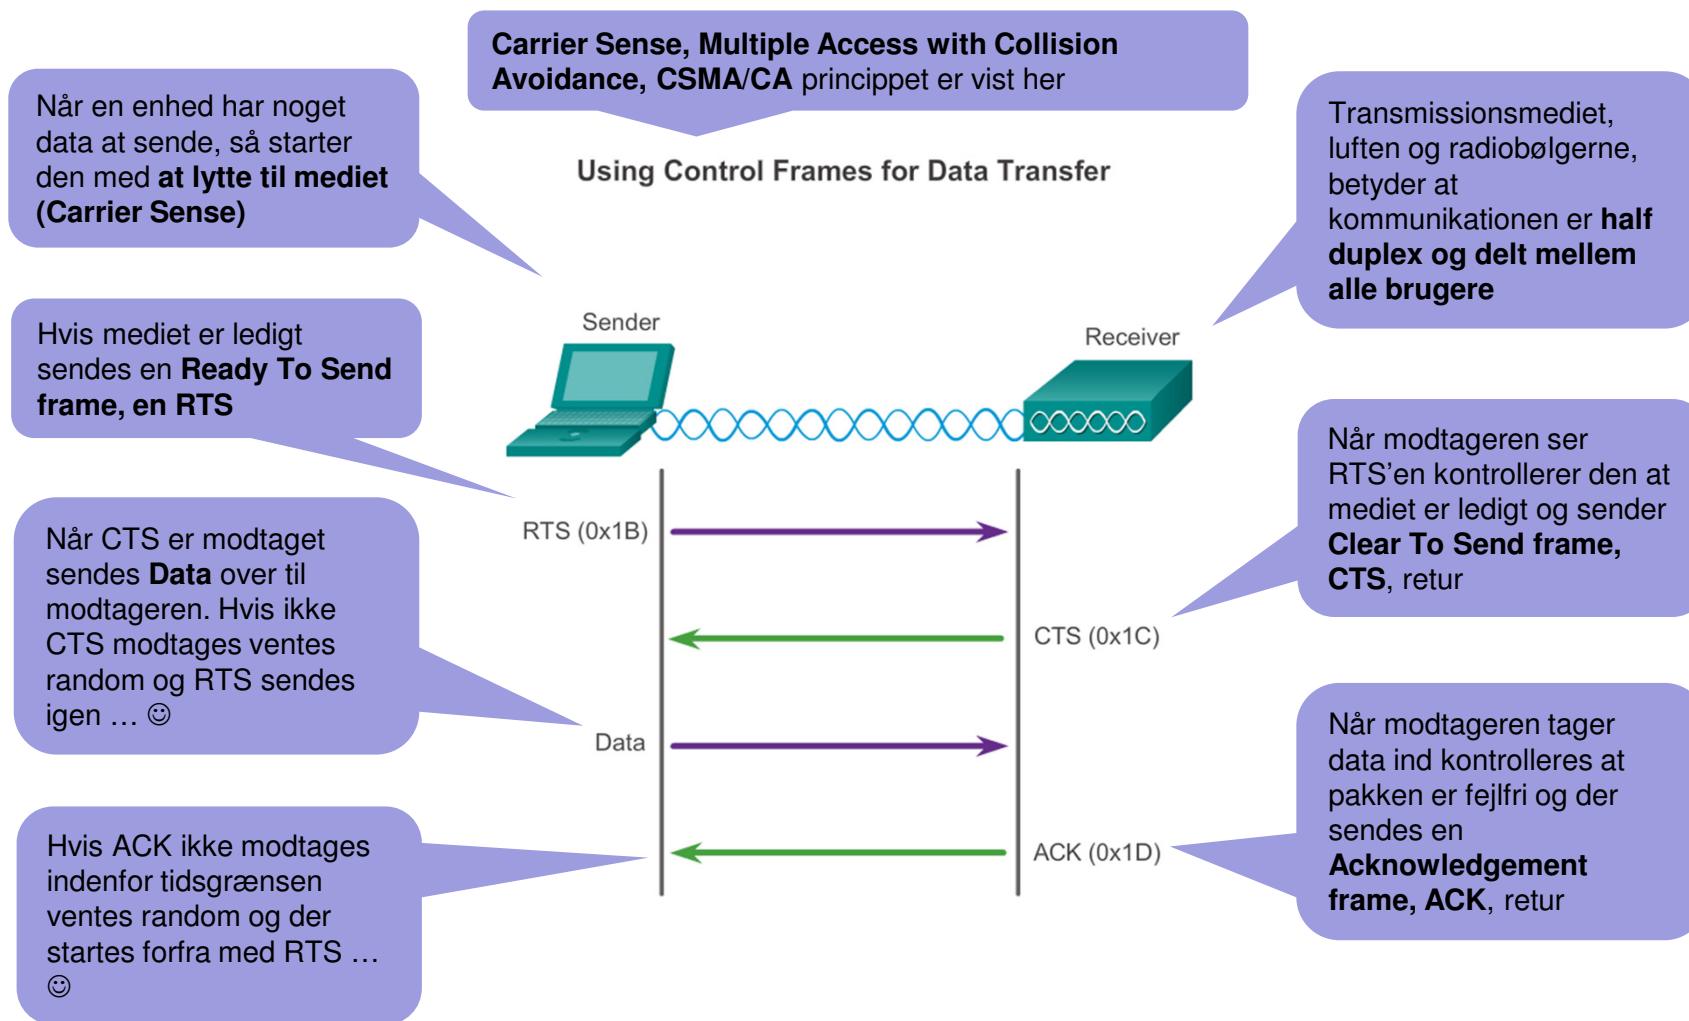 Carrier Sense, Multiple Access with Collision
Avoidance, CSMA/CA princippet er vist her
Når en enhed har noget
data at sende, så starter
den med at lytte til mediet
(Carrier Sense)
Transmissionsmediet,
luften og radiobølgerne,
betyder at
kommunikationen er half
duplex og delt mellem
alle brugere
Using Control Frames for Data Transfer
Hvis mediet er ledigt
sendes en Ready To Send
frame, en RTS
Sender
Receiver
Når modtageren ser
RTS’en kontrollerer den at
mediet er ledigt og sender
Clear To Send frame,
CTS, retur
RTS (0x1B)
Når CTS er modtaget
sendes Data over til
modtageren. Hvis ikke
CTS modtages ventes
random og RTS sendes
igen … ☺
CTS (0x1C)
Data
Når modtageren tager
data ind kontrolleres at
pakken er fejlfri og der
sendes en
Acknowledgement
frame, ACK, retur
ACK (0x1D)
Hvis ACK ikke modtages
indenfor tidsgrænsen
ventes random og der
startes forfra med RTS …
☺